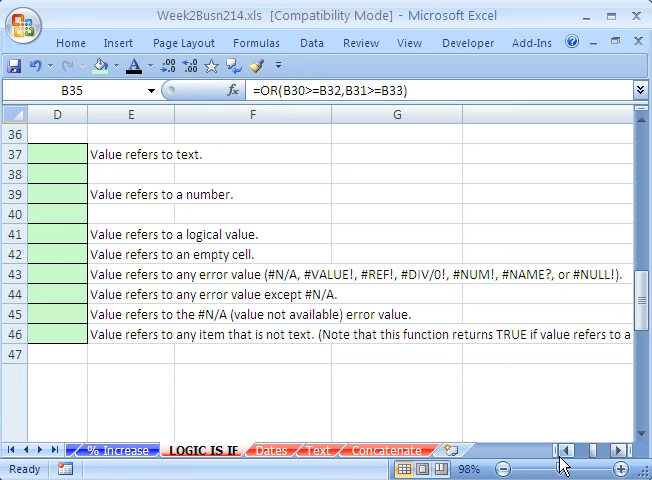 Week2Busn214.xls [Compatibility Mode] - Microsoft Excel
Home Insert Formulas Data Review View Developer Add-Ins
B35 fx =OR(B30>=B32,B31>=B33)
D E F G
36
37 Value refers to text.
38
39 Value refers to a number.
40
41 Value refers to a logical value.
42 Value refers to an empty cell.
43 Value refers to any error value (#N/A, #VALUE!, #REF!, #DIV/0!, #NUM!, #NAME?, or #NULL!).
44 Value refers to any error value except #N/A.
45 Value refers to the #N/A (value not available) error value.
46 Value refers to any item that is not text. (Note that this function returns TRUE if value refers to a
47
% Increase LOGIC IS IF Dates Text Concatenate
Ready 98%